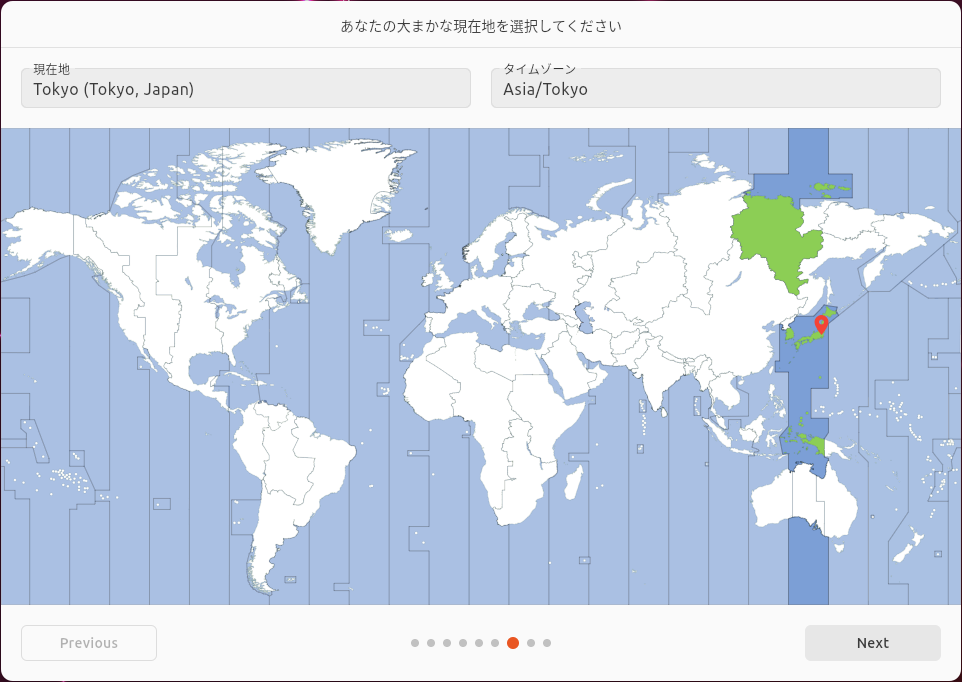 あなたの大まかな現在地を選択してください
現在地
Tokyo (Tokyo, Japan)
タイムゾーン
Asia/Tokyo
Previous
Next